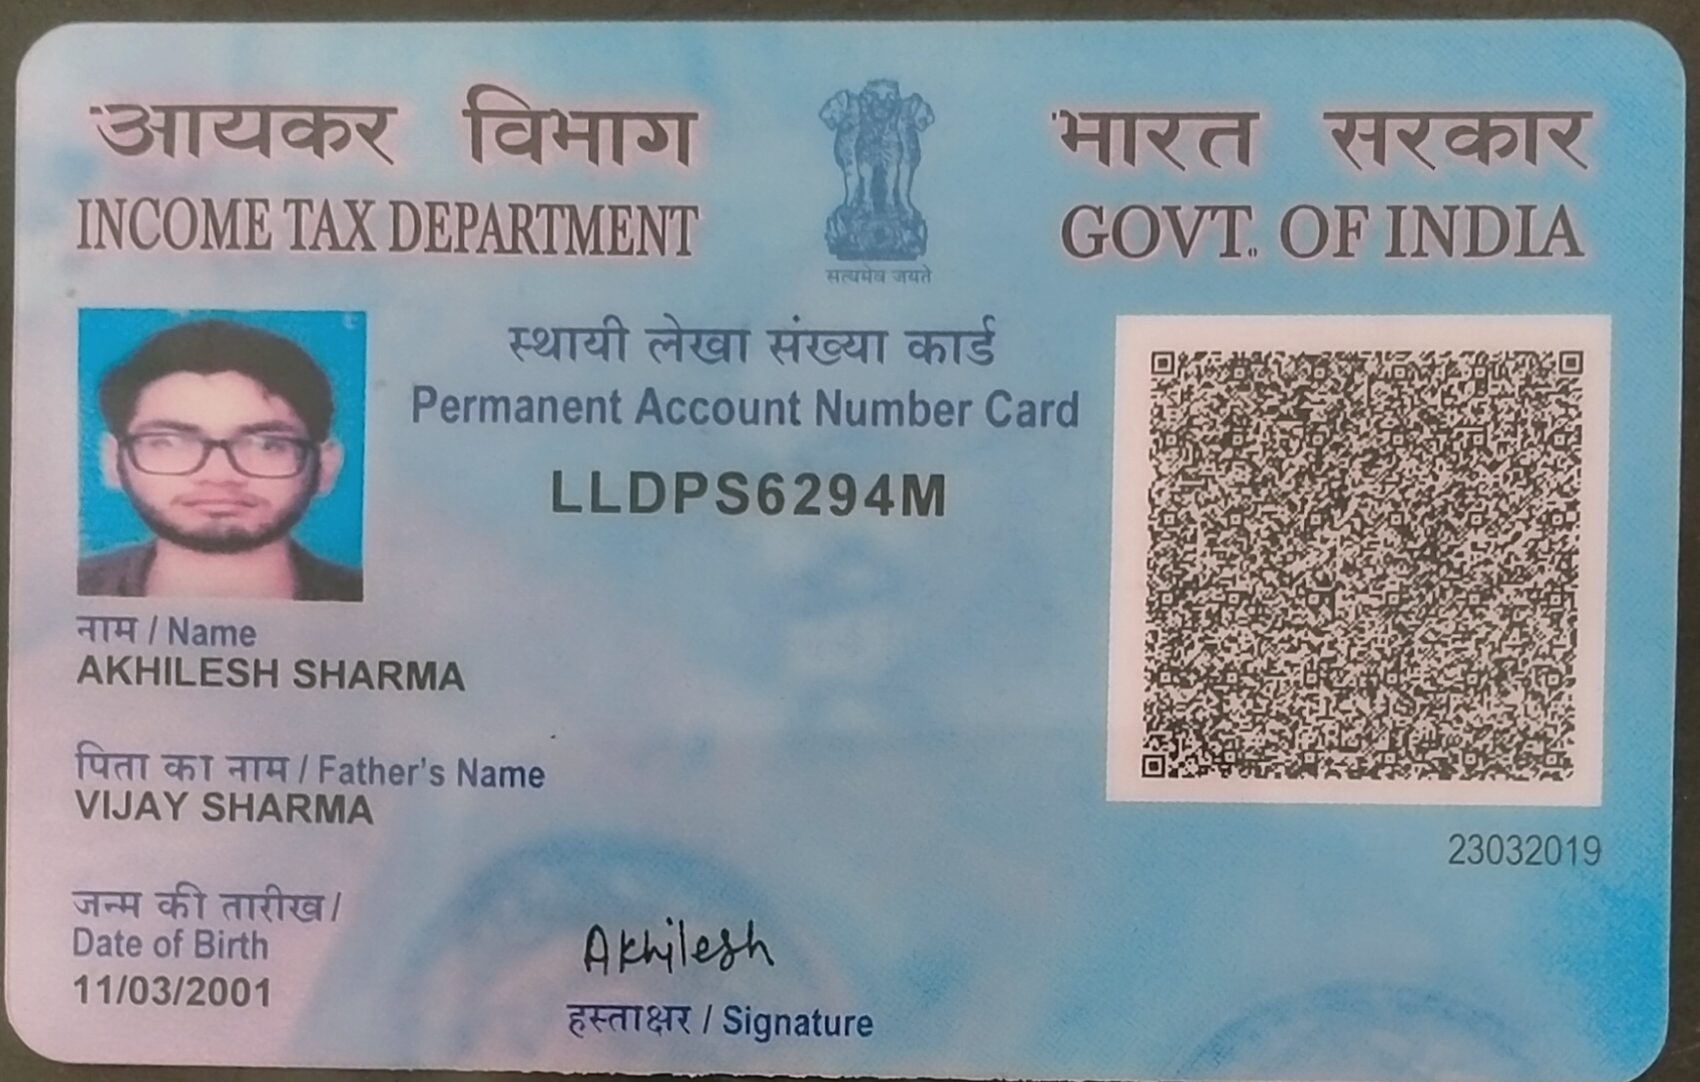 आयकर विभाग
INCOME TAX DEPARTMENT
सत्यमेव जयते
भारत सरकार
GOVT. OF INDIA
स्थायी लेखा संख्या कार्ड
Permanent Account Number Card
LLDPS6294M
नाम / Name
AKHILESH SHARMA
पिता का नाम / Father's Name
VIJAY SHARMA
23032019
जन्म की तारीख /
Date of Birth
11/03/2001
Akhilesh
हस्ताक्षर / Signature